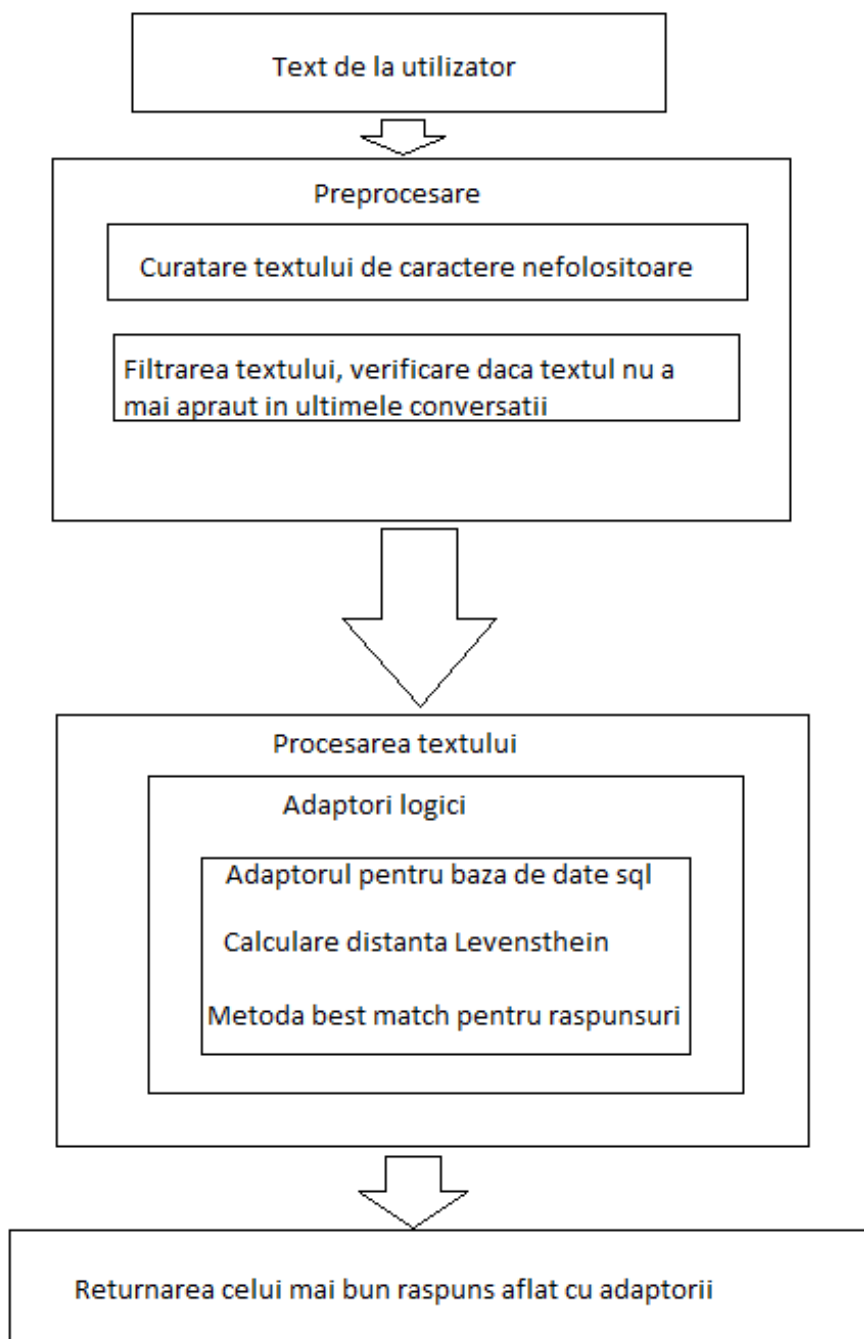 Text de la utilizator
Preprocesare
Curatare textului de caractere nefolositoare
Filtrarea textului, verificare daca textul nu a
mai apraut in ultimele conversatii
Procesarea textului
Adaptori logici
Adaptorul pentru baza de date sql
Calculare distanta Levensthein
Metoda best match pentru raspunsuri
Returnarea celui mai bun raspuns aflat cu adaptorii